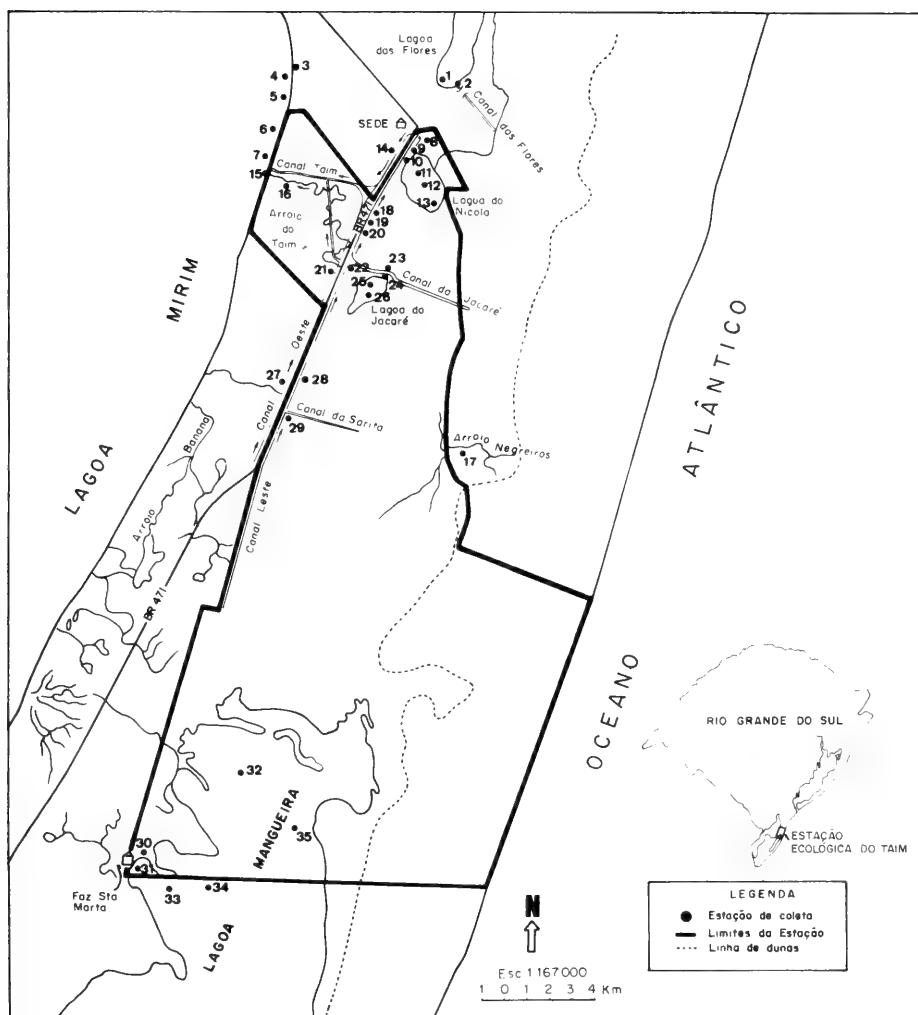 Lagoa
das Flores
3
4
1
2
5
Canal das Flores
SEDE
6
8
14
9
7
10
Canal Taim
11
15
12
16
Lagoa do
Nicola
13
BR 471
18
Arroio
do
Taim
19
20
21
22
23
Canal do Jacaré
24
25
26
Lagoa do
Jacaré
MIRIM
Oeste
27
28
Canal
Canal da Sarita
29
ATLÂNTICO
Arroio
Negreiros
17
LAGOA
Banana
Arroio
Canal Leste
BR 471
OCEANO
RIO GRANDE DO SUL
32
MANGUEIRA
35
ESTAÇÃO
ECOLÓGICA DO TAIM
30
31
Faz Sta
Marta
33
34
LAGOA
LEGENDA
Estação de coleta
Limites da Estação
Linha de dunas
N
Esc 1 167 000
1 0 1 2 3 4 Km